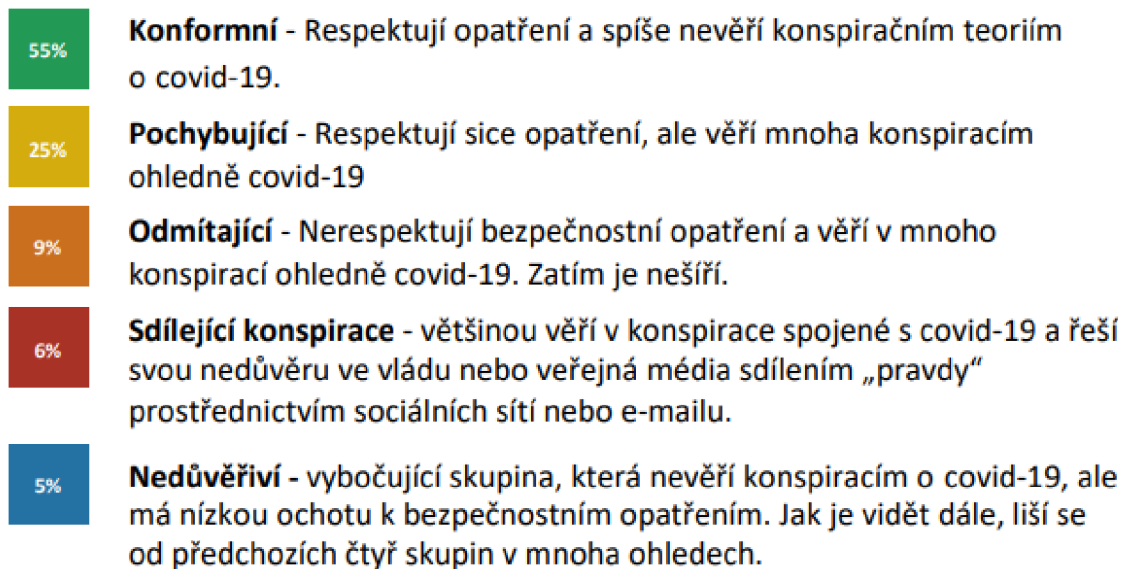 55%
Konformní - Respektují opatření a spíše nevěří konspiračním teoriím
o covid-19.
25%
Pochybující - Respektují sice opatření, ale věří mnoha konspiracím
ohledně covid-19
9%
Odmítající - Nerespektují bezpečnostní opatření a věří v mnoho
konspirací ohledně covid-19. Zatím je nešíří.
6%
Sdílející konspirace - většinou věří v konspirace spojené s covid-19 a řeší
svou nedůvěru ve vládu nebo veřejná média sdílením „pravdy“
prostřednictvím sociálních sítí nebo e-mailu.
5%
Nedůvěřiví - vybočující skupina, která nevěří konspiracím o covid-19, ale
má nízkou ochotu k bezpečnostním opatřením. Jak je vidět dále, liší se
od předchozích čtyř skupin v mnoha ohledech.